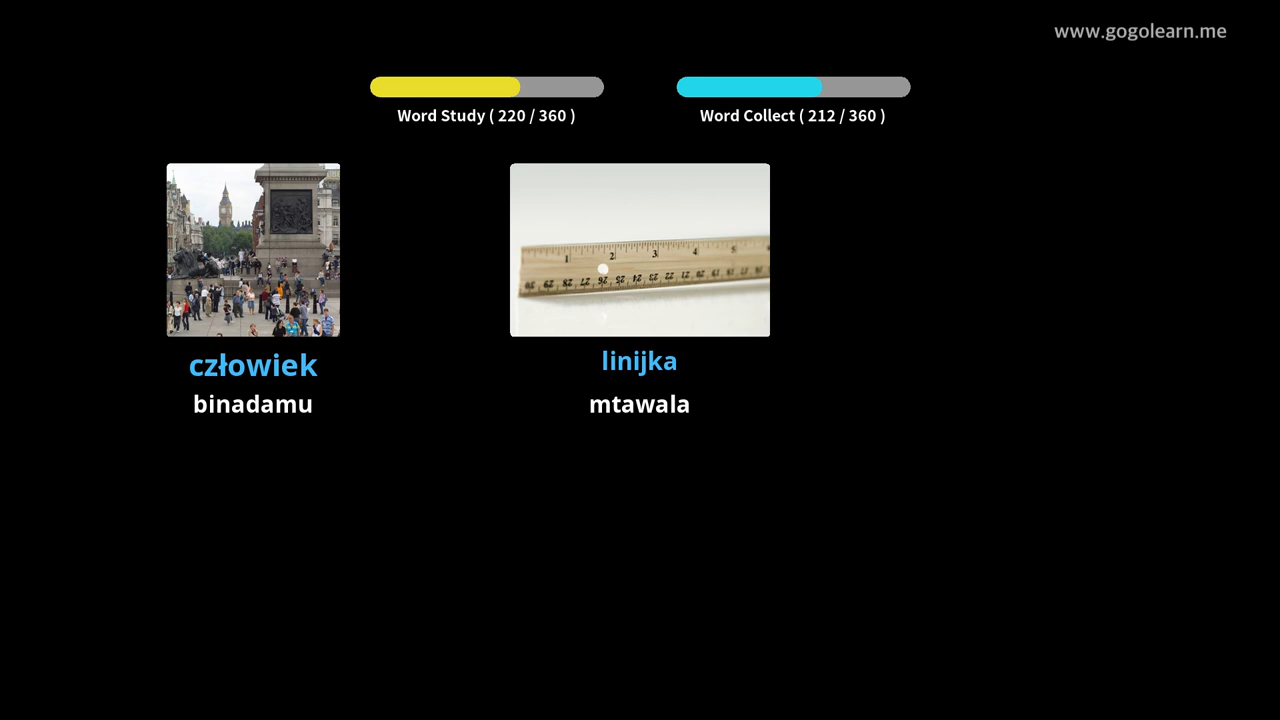 www.gogolearn.me
Word Study ( 220 / 360 )
Word Collect ( 212 / 360 )
człowiek
binadamu
linijka
mtawala